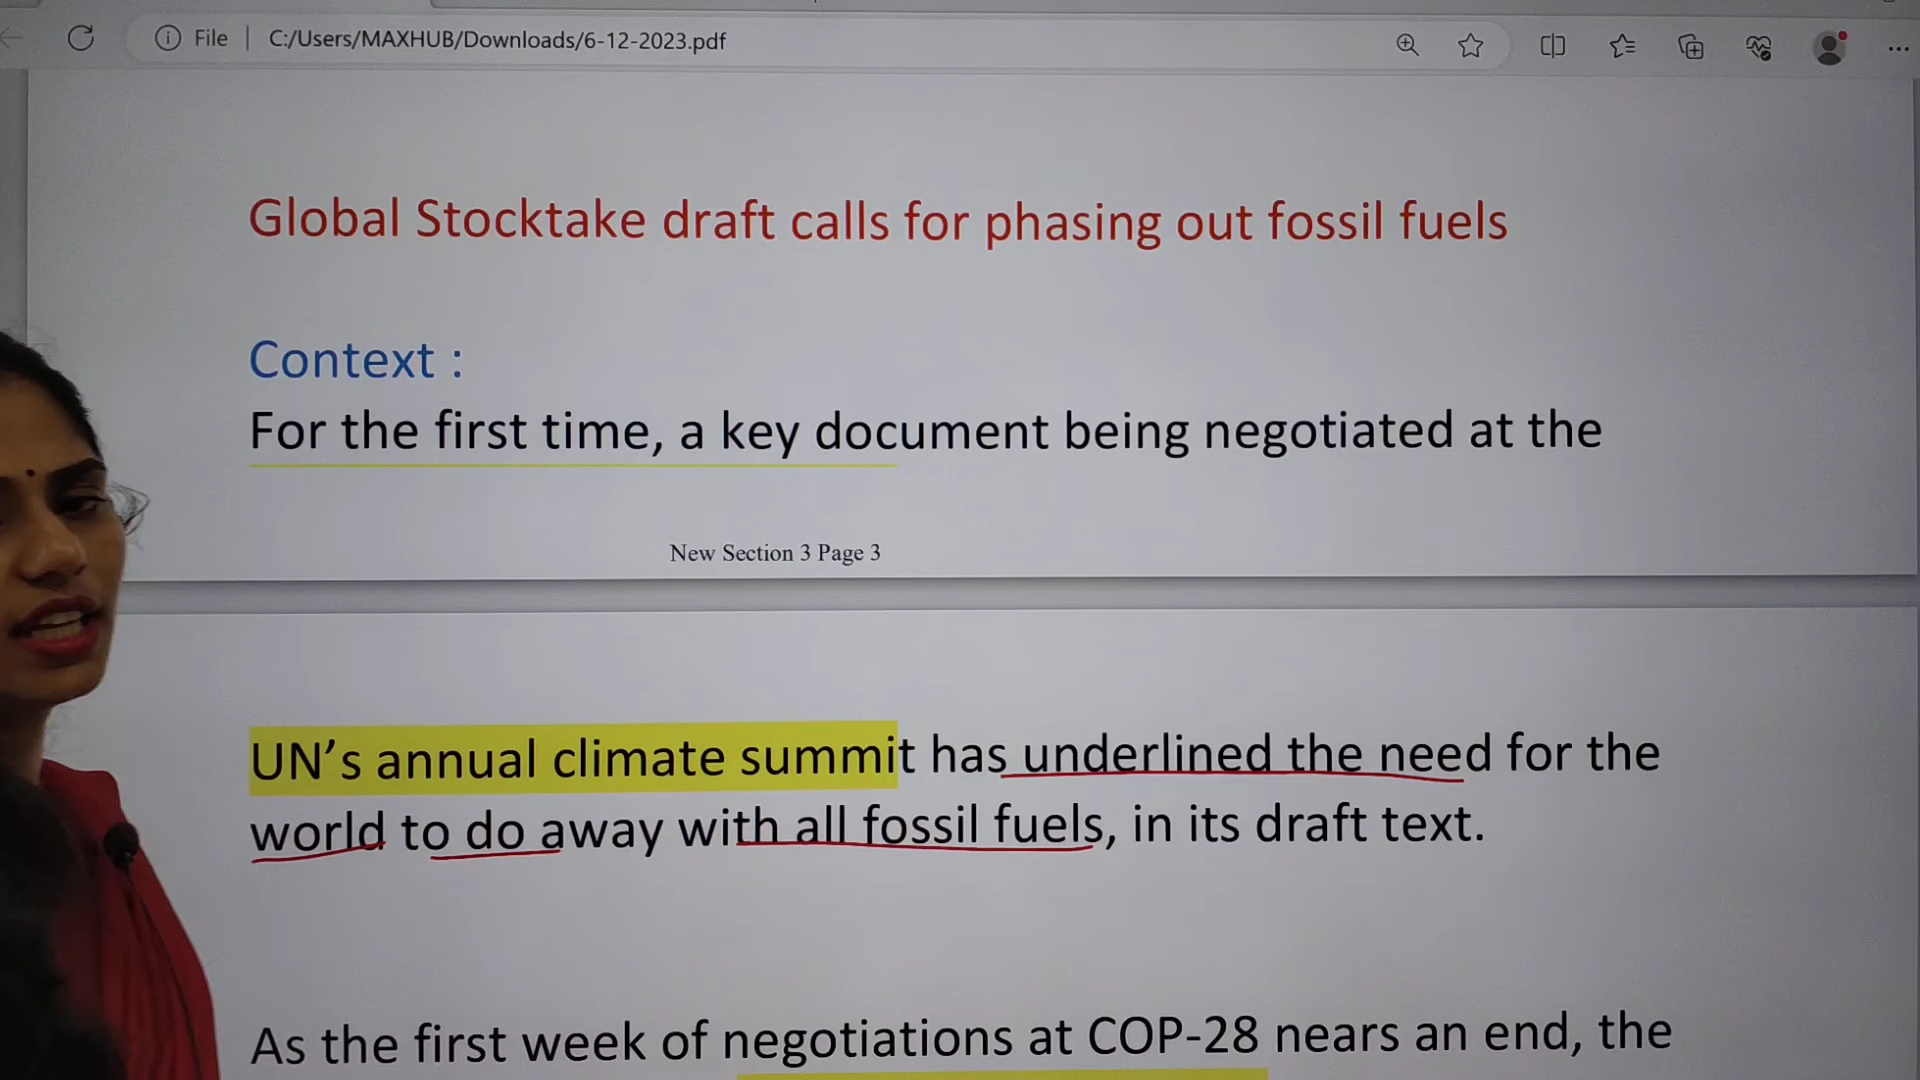 File | C:/Users/MAXHUB/Downloads/6-12-2023.pdf
Global Stocktake draft calls for phasing out fossil fuels
Context :
For the first time, a key document being negotiated at the
New Section 3 Page 3
UN’s annual climate summit has underlined the need for the
world to do away with all fossil fuels, in its draft text.
As the first week of negotiations at COP-28 nears an end, the